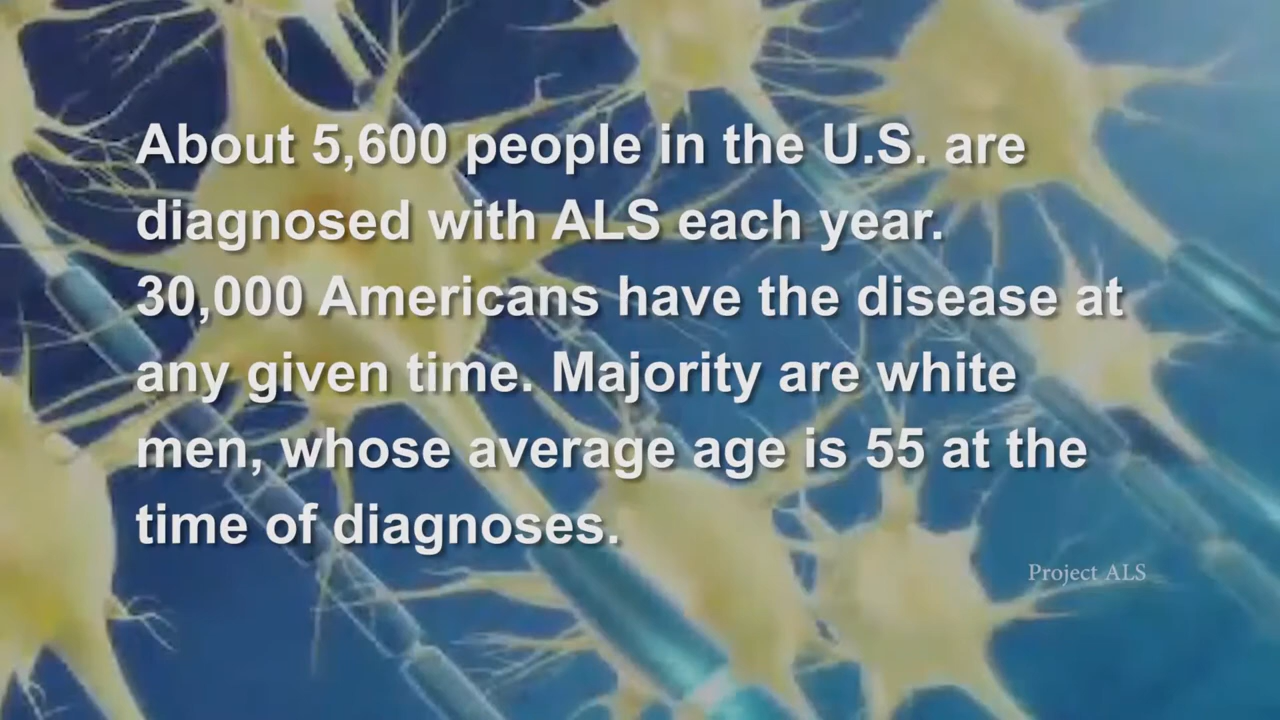 About 5,600 people in the U.S. are
diagnosed with ALS each year.
30,000 Americans have the disease at
any given time. Majority are white
men, whose average age is 55 at the
time of diagnoses.
Project ALS